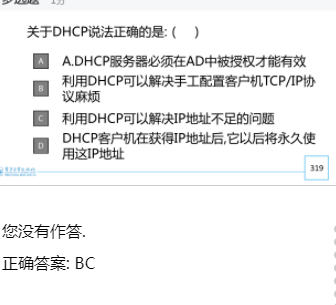 多选题 1分
关于DHCP说法正确的是: ( )
A A.DHCP服务器必须在AD中被授权才能有效
B 利用DHCP可以解决手工配置客户机TCP/IP协
议麻烦
C 利用DHCP可以解决IP地址不足的问题
D DHCP客户机在获得IP地址后,它以后将永久使
用这IP地址
319
您没有作答.
正确答案: BC